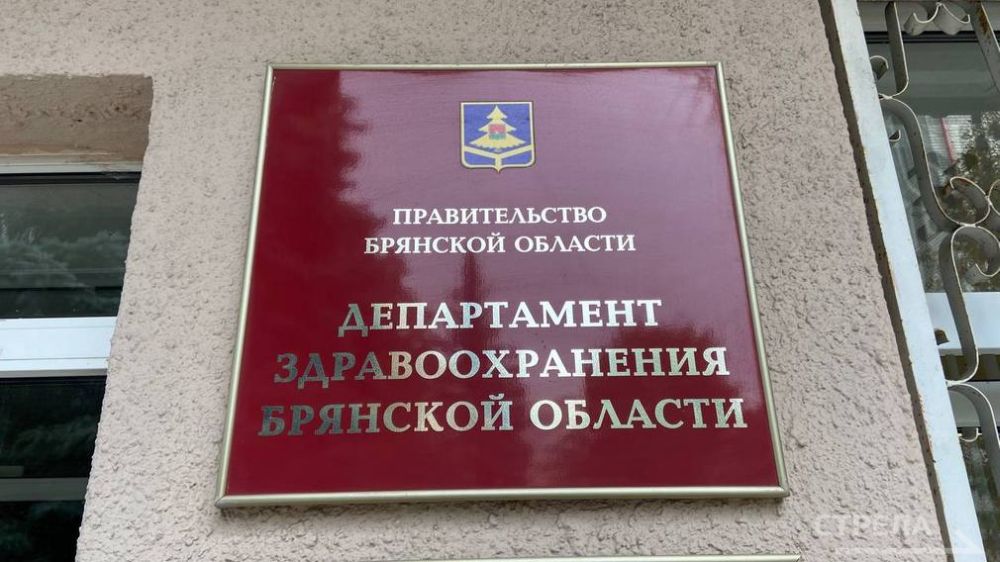 ПРАВИТЕЛЬСТВО
БРЯНСКОЙ ОБЛАСТИ
ДЕПАРТАМЕНТ
ЗДРАВООХРАНЕНИЯ
БРЯНСКОЙ ОБЛАСТИ
СТРЕЛА